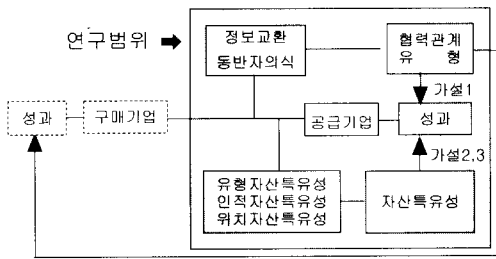 연구범위
정보교환
동반자의식
협력관계
유 형
가설1
성과
구매기업
공급기업
성과
가설2,3
유형자산특유성
인적자산특유성
위치자산특유성
자산특유성